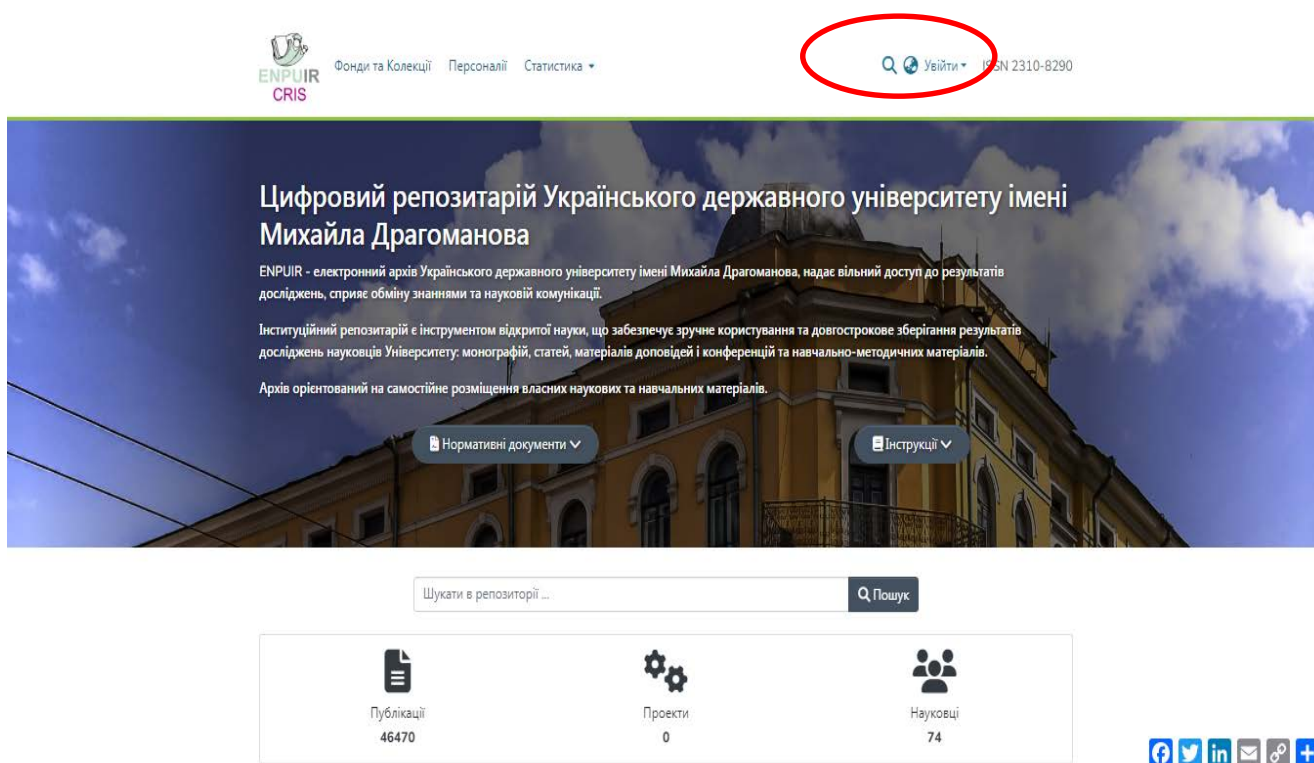 ENPUIR
CRIS
Фонди та Колекції Персоналії Статистика
Увійти ISSN 2310-8290
Цифровий репозитарій Українського державного університету імені
Михайла Драгоманова
ENPUIR - електронний архів Українського державного університету імені Михайла Драгоманова, надає вільний доступ до результатів
досліджень, сприяє обміну знаннями та науковій комунікації.
Інституційний репозитарій є інструментом відкритої науки, що забезпечує зручне користування та довгострокове зберігання результатів
досліджень науковців Університету: монографій, статей, матеріалів доповідей і конференцій та навчально-методичних матеріалів.
Архів орієнтований на самостійне розміщення власних наукових та навчальних матеріалів.
Нормативні документи Інструкції
Шукати в репозиторії ... Пошук
Публікації Проекти Науковці
46470 0 74